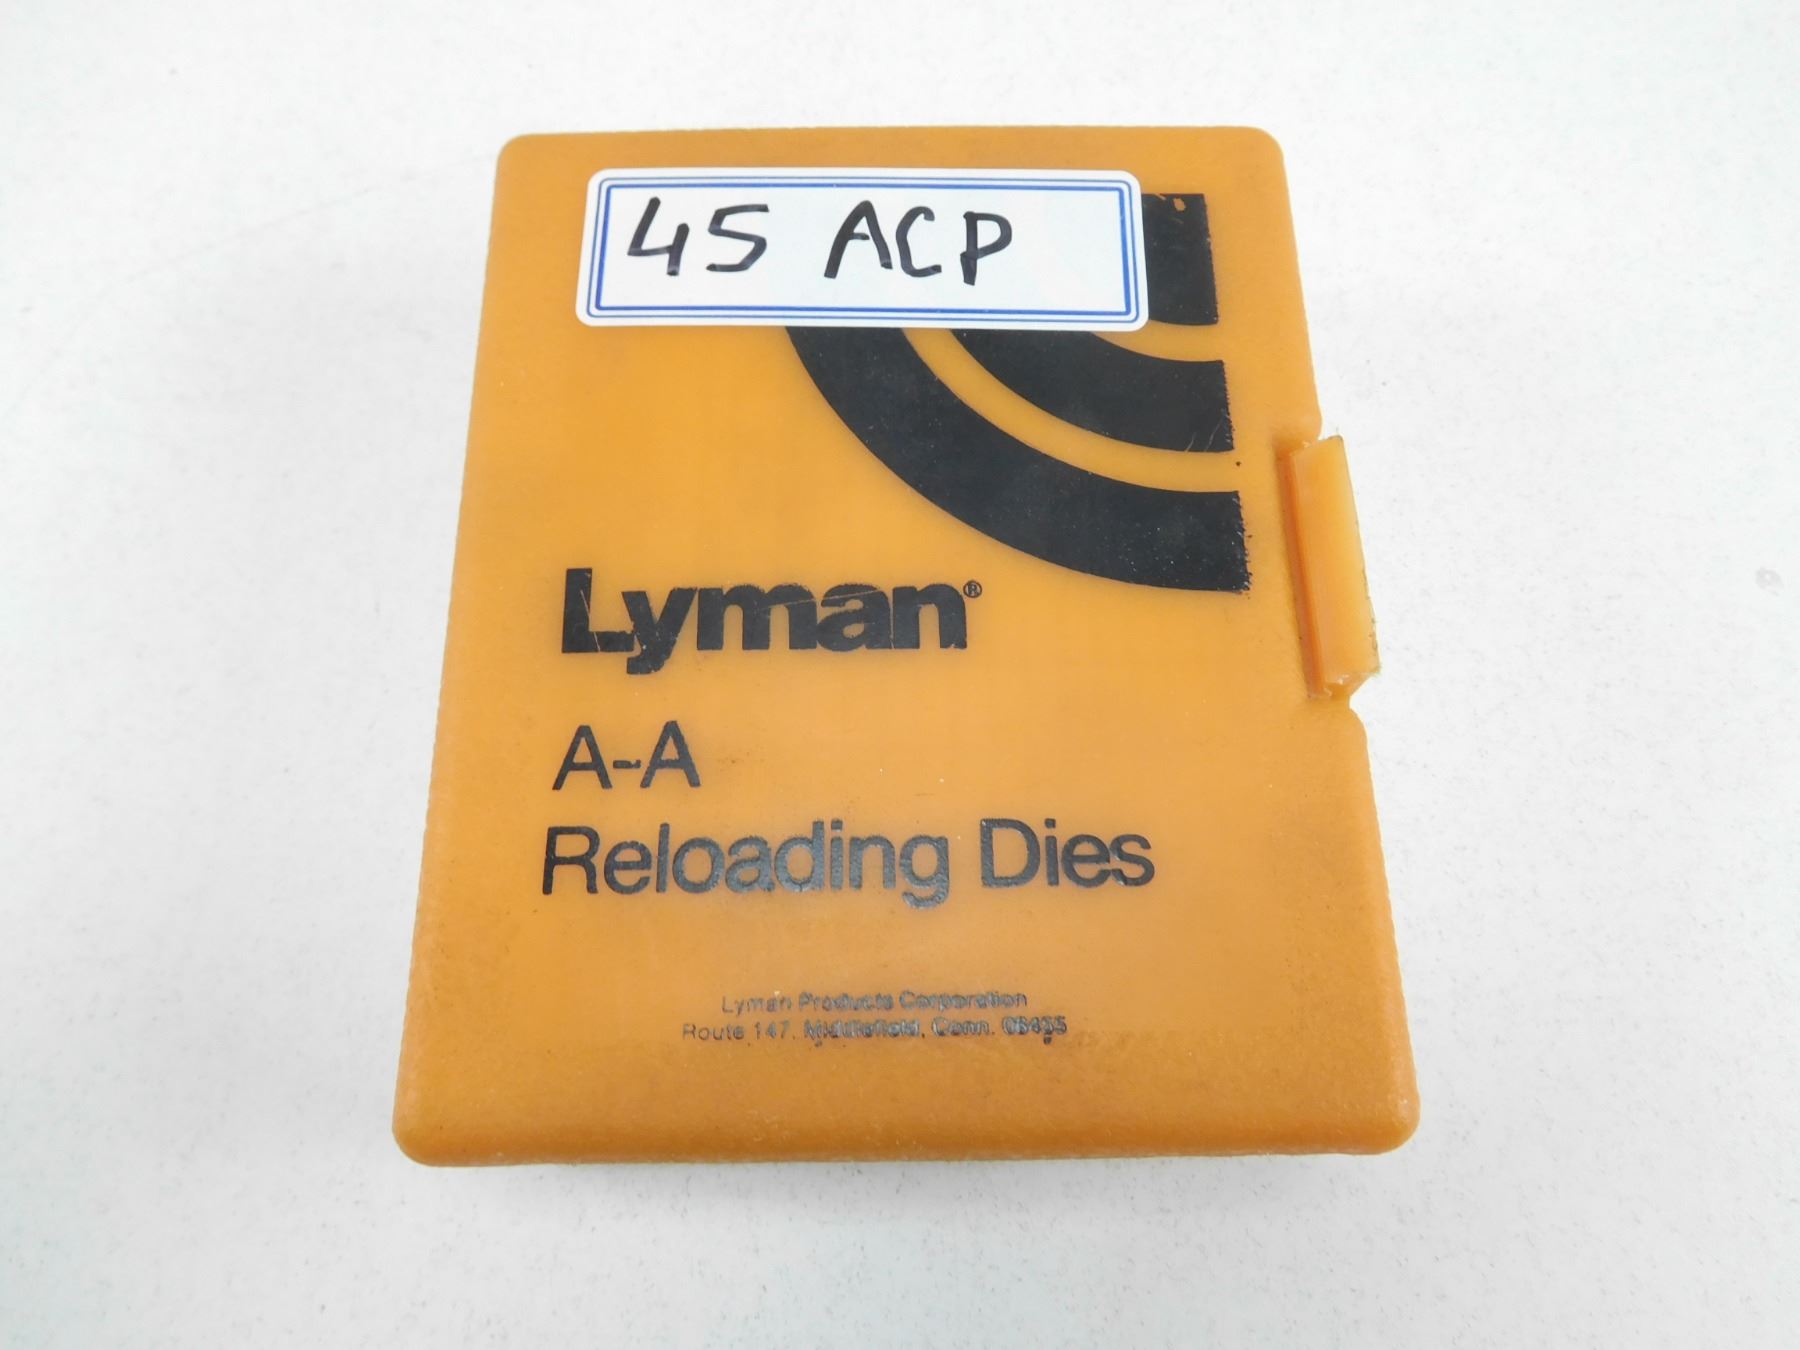 45 ACP
Lyman®
A-A
Reloading Dies
Lyman Products Corporation
Route 147, Middlefield, Conn. 06455